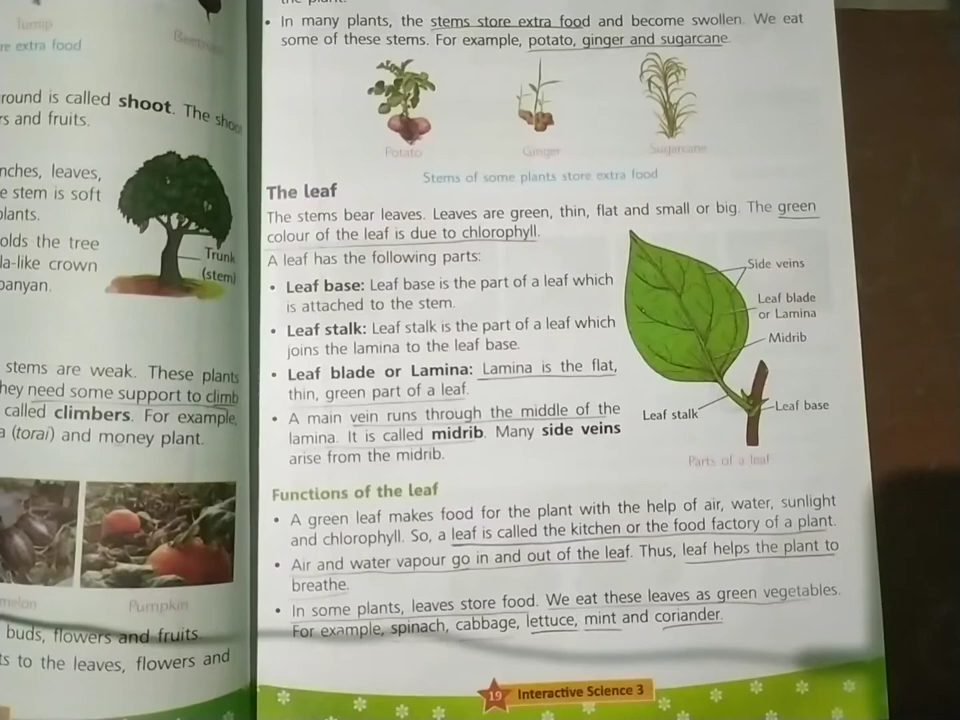 Turnip
re extra food
round is called shoot. The shoot
rs and fruits.
nches, leaves,
e stem is soft
plants.
olds the tree
la-like crown
banyan.
Trunk
(stem)
stems are weak. These plants
hey need some support to climb
called climbers. For example,
a (torai) and money plant.
melon
Pumpkin
buds, flowers and fruits.
ts to the leaves, flowers and
• In many plants, the stems store extra food and become swollen. We eat
some of these stems. For example, potato, ginger and sugarcane.
Potato
Ginger
Sugarcane
Stems of some plants store extra food
The leaf
The stems bear leaves. Leaves are green, thin, flat and small or big. The green
colour of the leaf is due to chlorophyll.
A leaf has the following parts:
• Leaf base: Leaf base is the part of a leaf which
is attached to the stem.
• Leaf stalk: Leaf stalk is the part of a leaf which
joins the lamina to the leaf base.
• Leaf blade or Lamina: Lamina is the flat,
thin, green part of a leaf.
• A main vein runs through the middle of the
lamina. It is called midrib. Many side veins
arise from the midrib.
Side veins
Leaf blade
or Lamina
Midrib
Leaf stalk
Leaf base
Parts of a leaf
Functions of the leaf
• A green leaf makes food for the plant with the help of air, water, sunlight
and chlorophyll. So, a leaf is called the kitchen or the food factory of a plant.
• Air and water vapour go in and out of the leaf. Thus, leaf helps the plant to
breathe.
• In some plants, leaves store food. We eat these leaves as green vegetables.
For example, spinach, cabbage, lettuce, mint and coriander.
19 Interactive Science 3